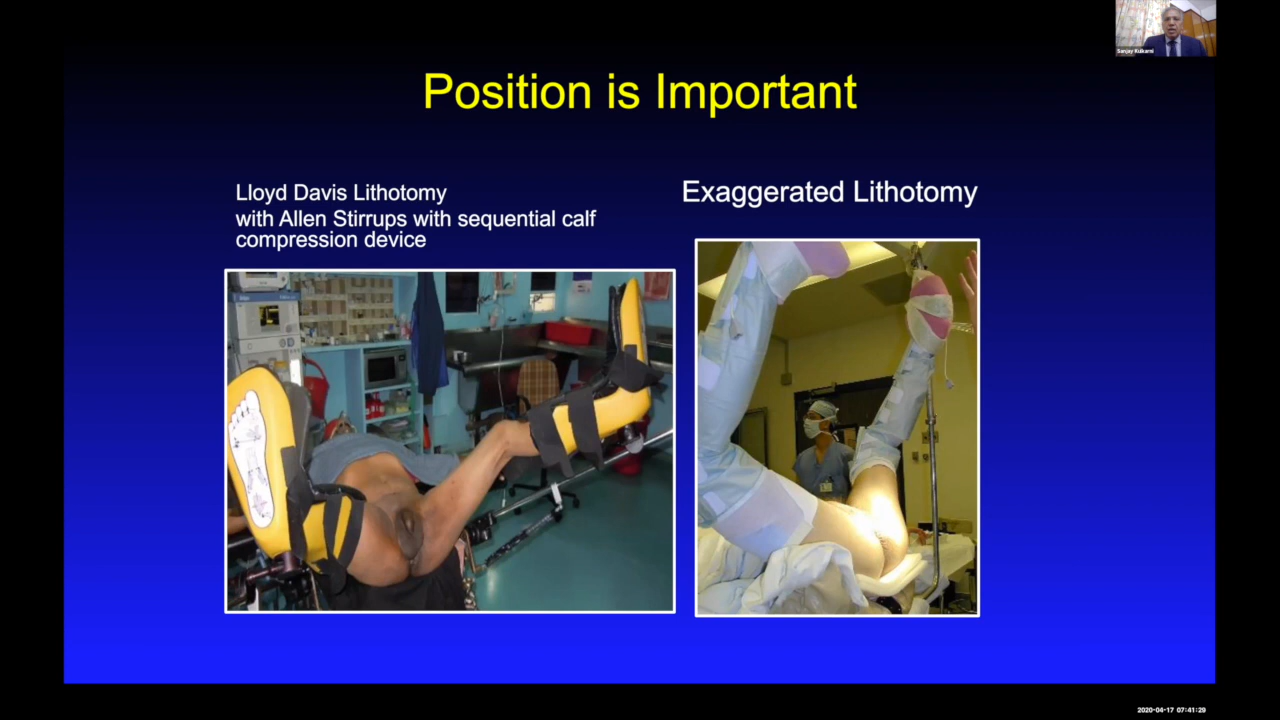 Sanjay Kulkarni
Position is Important
Lloyd Davis Lithotomy
with Allen Stirrups with sequential calf
compression device
Exaggerated Lithotomy
2020-04-17 07:41:29